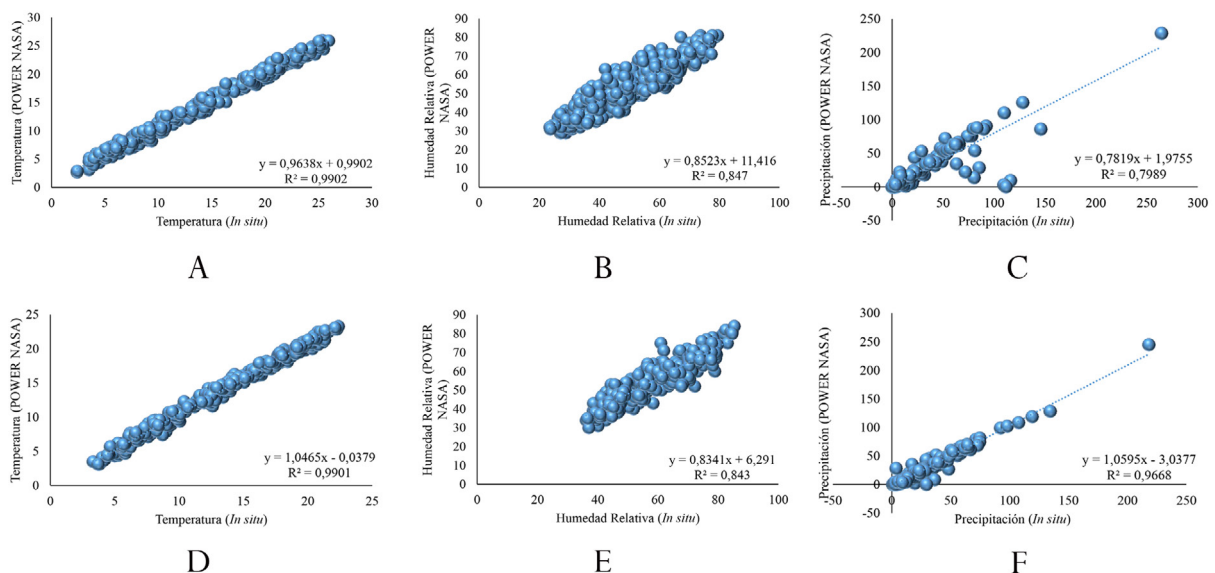 30
25
20
15
10
5
0
0 5 10 15 20 25 30
Temperatura (POWER NASA)
Temperatura (In situ)
y = 0,9638x + 0,9902
R² = 0,9902
A
90
80
70
60
50
40
30
20
10
0
0 20 40 60 80 100
Humedad Relativa (POWER
NASA)
Humedad Relativa (In situ)
y = 0,8523x + 11,416
R² = 0,847
B
250
200
150
100
50
0
-50
-50 0 50 100 150 200 250 300
Precipitación (POWER NASA)
Precipitación (In situ)
y = 0,7819x + 1,9755
R² = 0,7989
C
25
20
15
10
5
0
0 5 10 15 20 25
Temperatura (POWER NASA)
Temperatura (In situ)
y = 1,0465x - 0,0379
R² = 0,9901
D
90
80
70
60
50
40
30
20
10
0
0 20 40 60 80 100
Humedad Relativa (POWER
NASA)
Humedad Relativa (In situ)
y = 0,8341x + 6,291
R² = 0,843
E
300
250
200
150
100
50
0
-50
-50 0 50 100 150 200 250
Precipitación (POWER NASA)
Precipitación (In situ)
y = 1,0595x - 3,0377
R² = 0,9668
F